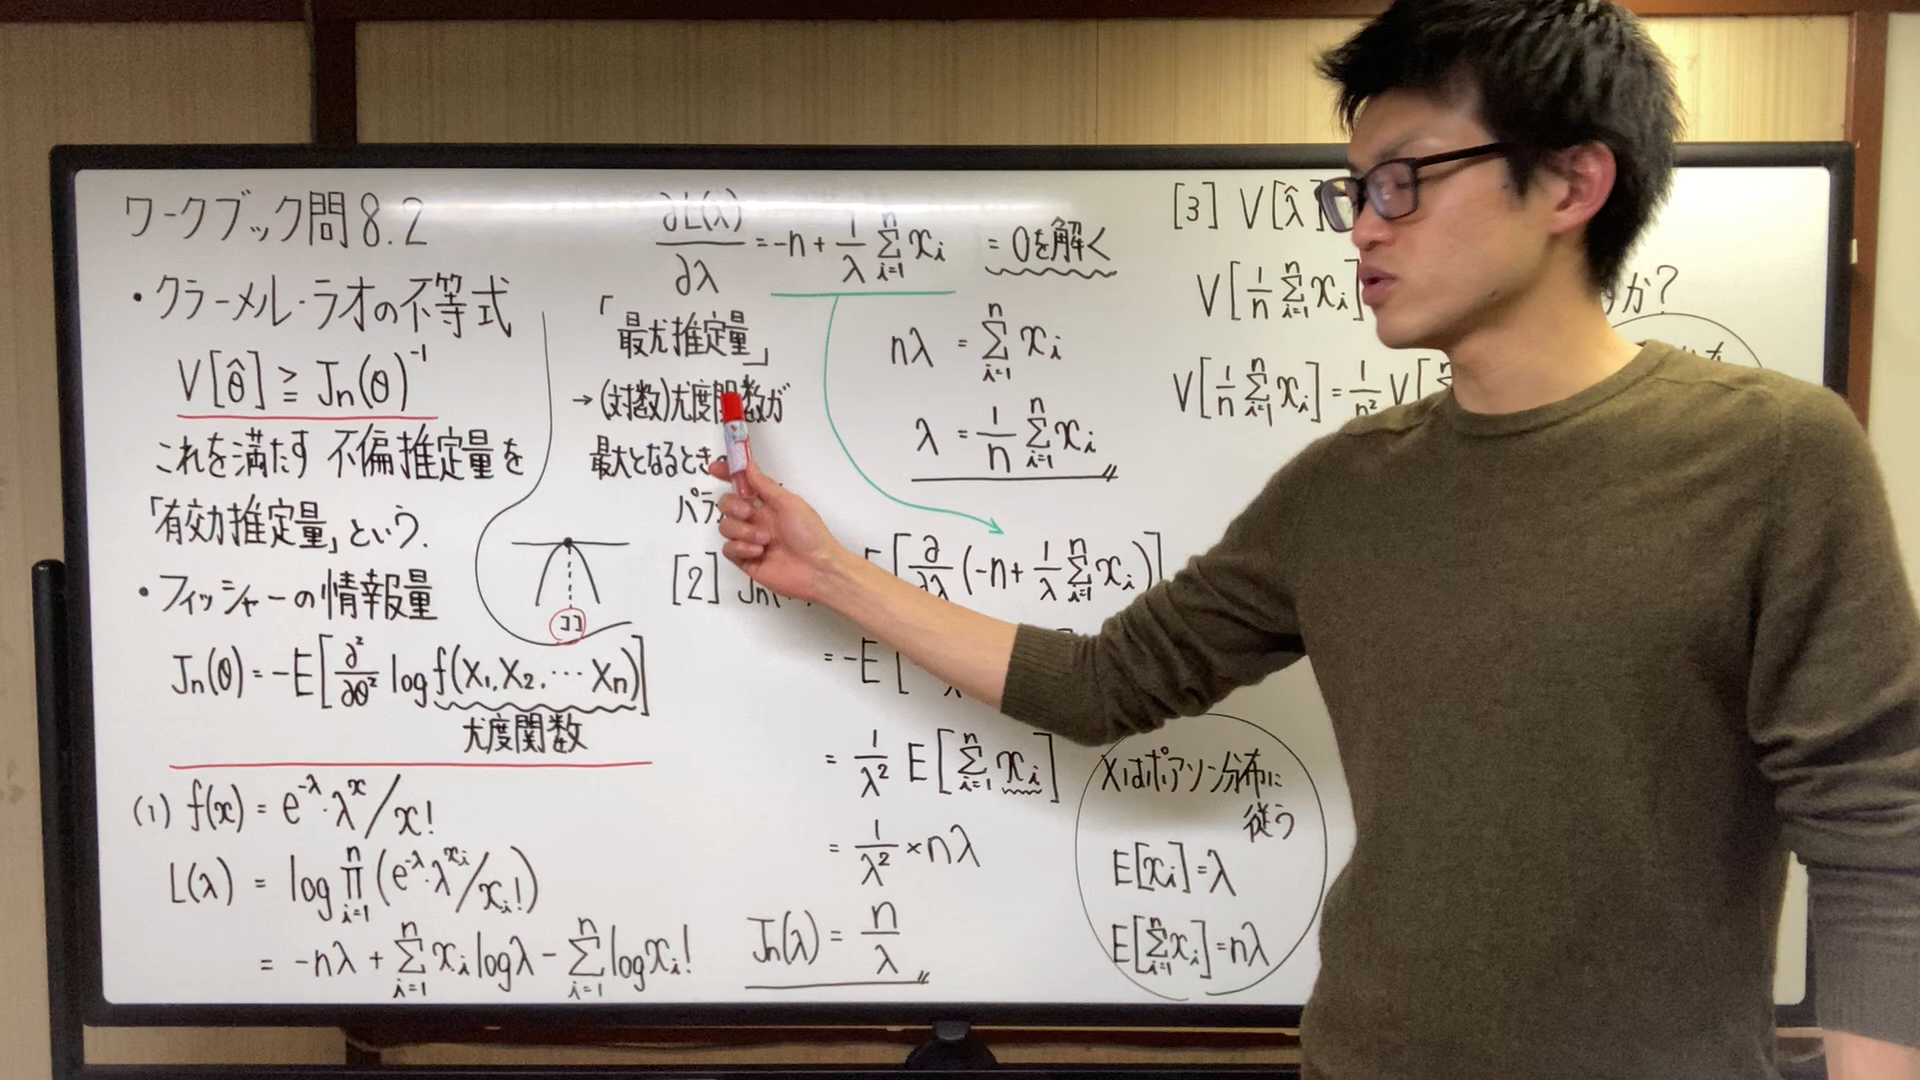 ワークブック問8.2
・クラーメル・ラオの不等式
V[θ̂] ≧ Jn(θ)⁻¹
これを満たす 不偏推定量を
「有効推定量」という.
・フィッシャーの情報量
Jn(θ) = -E[∂²/∂θ² log f(X₁, X₂, … Xn)]
尤度関数
(1) f(x) = e^-λ・λ^x / x!
L(λ) = log ∏_{i=1}^{n} (e^-λ・λ^xi / xi!)
= -nλ + Σ_{i=1}^{n} xi log λ - Σ_{i=1}^{n} log xi!
ココ
∂L(λ)/∂λ = -n + 1/λ Σ_{i=1}^{n} xi = 0を解く
「最尤推定量」
→(対数)尤度関数が
最大となるとき
パラ
nλ = Σ_{i=1}^{n} xi
λ = 1/n Σ_{i=1}^{n} xi
[2] Jn(
[∂/∂λ (-n + 1/λ Σ_{i=1}^{n} xi)]
= -E[
= 1/λ² E[Σ_{i=1}^{n} xi]
= 1/λ² × nλ
Jn(λ) = n/λ
Xはポアソン分布に
従う
E[xi] = λ
E[Σ_{i=1}^{n} xi] = nλ
[3] V[λ̂]
V[1/n Σ_{i=1}^{n} xi]
か?
V[1/n Σ_{i=1}^{n} xi] = 1/n² V[